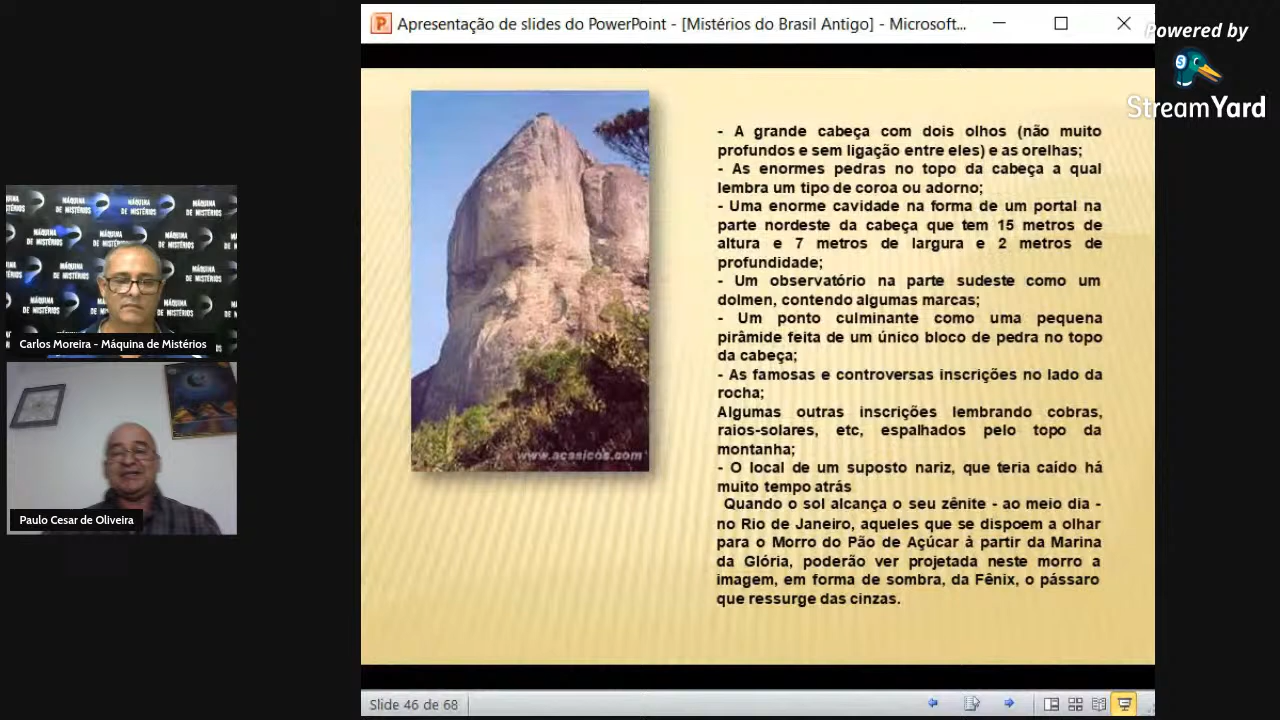 Apresentação de slides do PowerPoint - [Mistérios do Brasil Antigo] - Microsoft...
Powered by
StreamYard
- A grande cabeça com dois olhos (não muito
profundos e sem ligação entre eles) e as orelhas;
- As enormes pedras no topo da cabeça a qual
lembra um tipo de coroa ou adorno;
- Uma enorme cavidade na forma de um portal na
parte nordeste da cabeça que tem 15 metros de
altura e 7 metros de largura e 2 metros de
profundidade;
- Um observatório na parte sudeste como um
dolmen, contendo algumas marcas;
- Um ponto culminante como uma pequena
pirâmide feita de um único bloco de pedra no topo
da cabeça;
- As famosas e controversas inscrições no lado da
rocha;
Algumas outras inscrições lembrando cobras,
raios-solares, etc, espalhados pelo topo da
montanha;
- O local de um suposto nariz, que teria caído há
muito tempo atrás
Quando o sol alcança o seu zênite - ao meio dia -
no Rio de Janeiro, aqueles que se dispoem a olhar
para o Morro do Pão de Açúcar à partir da Marina
da Glória, poderão ver projetada neste morro a
imagem, em forma de sombra, da Fênix, o pássaro
que ressurge das cinzas.
www.acasicos.com
MÁQUINA
DE MISTÉRIOS
Carlos Moreira - Máquina de Mistérios
Paulo Cesar de Oliveira
Slide 46 de 68